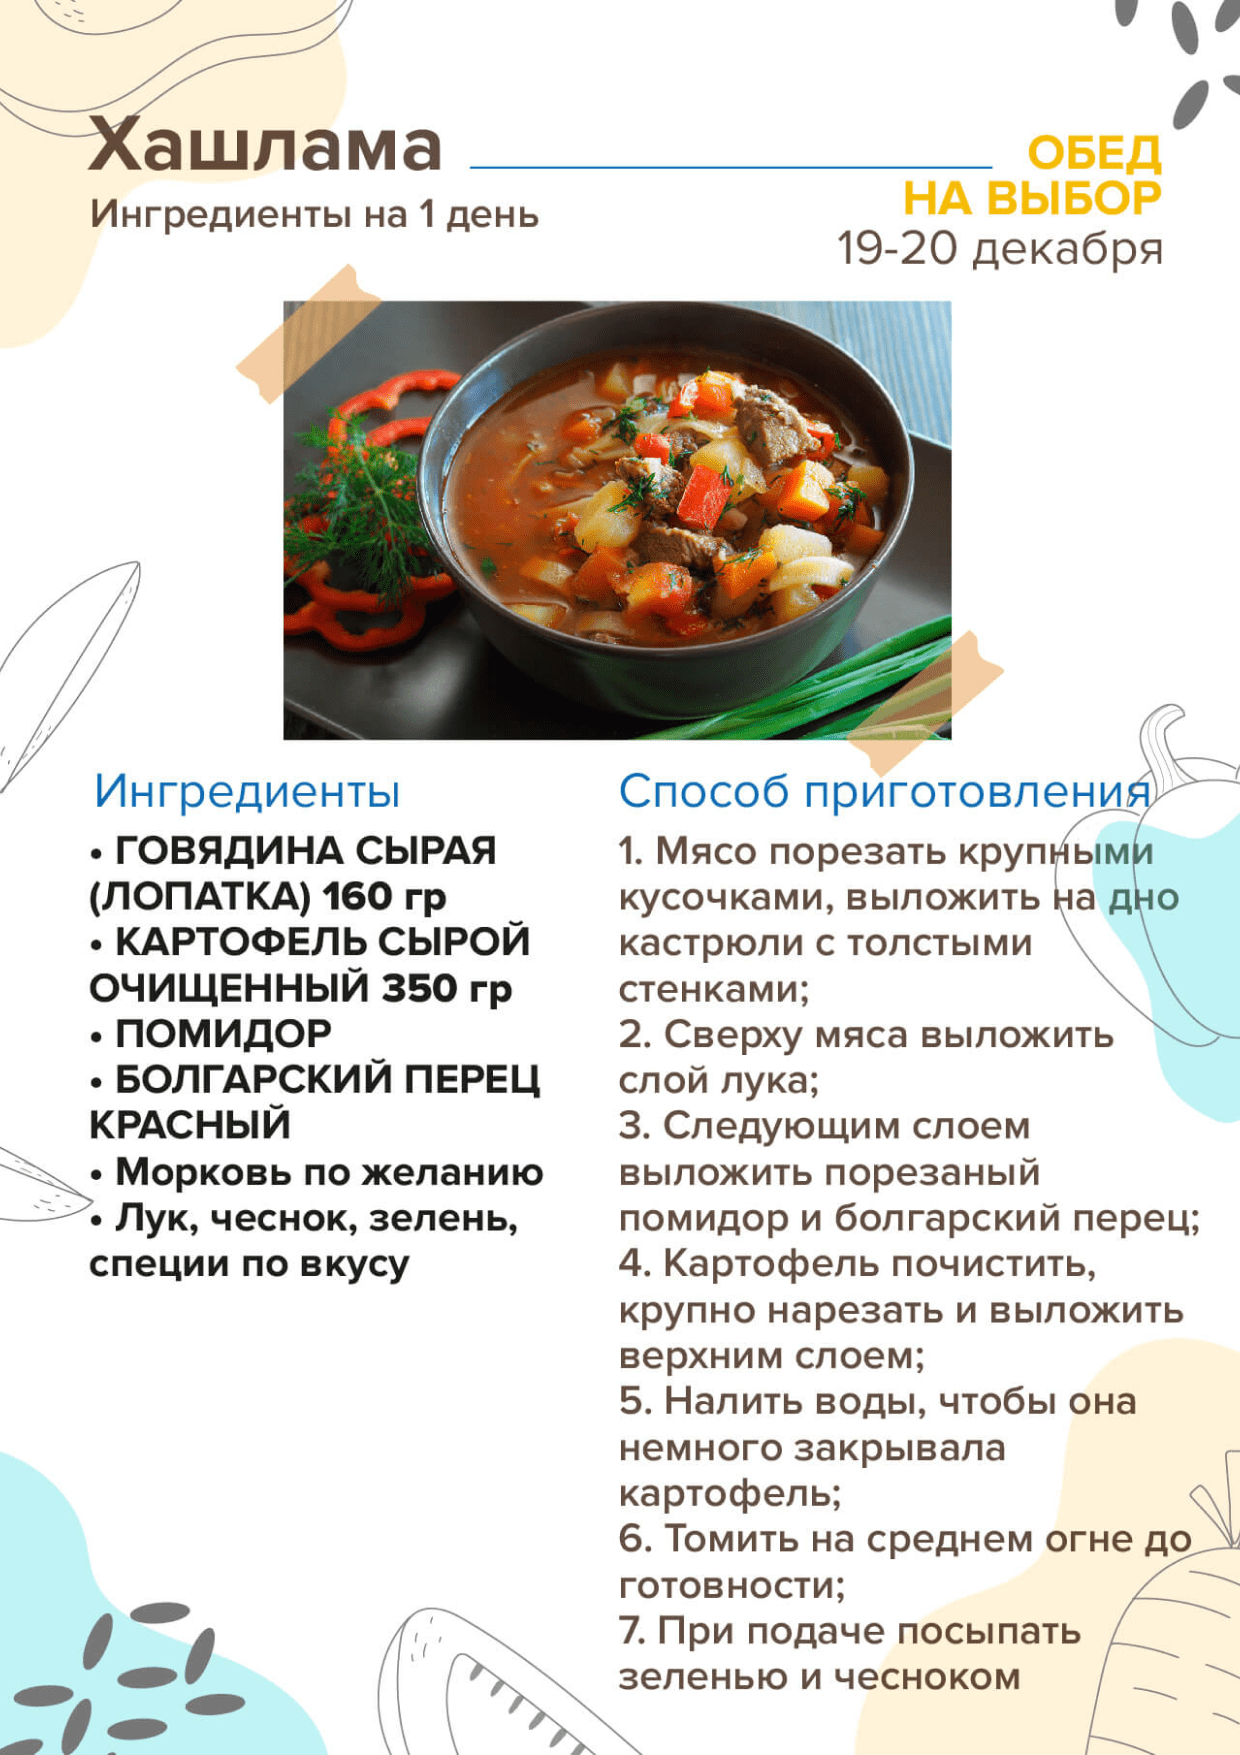 Хашлама
Ингредиенты на 1 день
ОБЕД
НА ВЫБОР
19-20 декабря
Ингредиенты
• ГОВЯДИНА СЫРАЯ
(ЛОПАТКА) 160 гр
• КАРТОФЕЛЬ СЫРОЙ
ОЧИЩЕННЫЙ 350 гр
• ПОМИДОР
• БОЛГАРСКИЙ ПЕРЕЦ
КРАСНЫЙ
• Морковь по желанию
• Лук, чеснок, зелень,
специи по вкусу
Способ приготовления
1. Мясо порезать крупными
кусочками, выложить на дно
кастрюли с толстыми
стенками;
2. Сверху мяса выложить
слой лука;
3. Следующим слоем
выложить порезаный
помидор и болгарский перец;
4. Картофель почистить,
крупно нарезать и выложить
верхним слоем;
5. Налить воды, чтобы она
немного закрывала
картофель;
6. Томить на среднем огне до
готовности;
7. При подаче посыпать
зеленью и чесноком